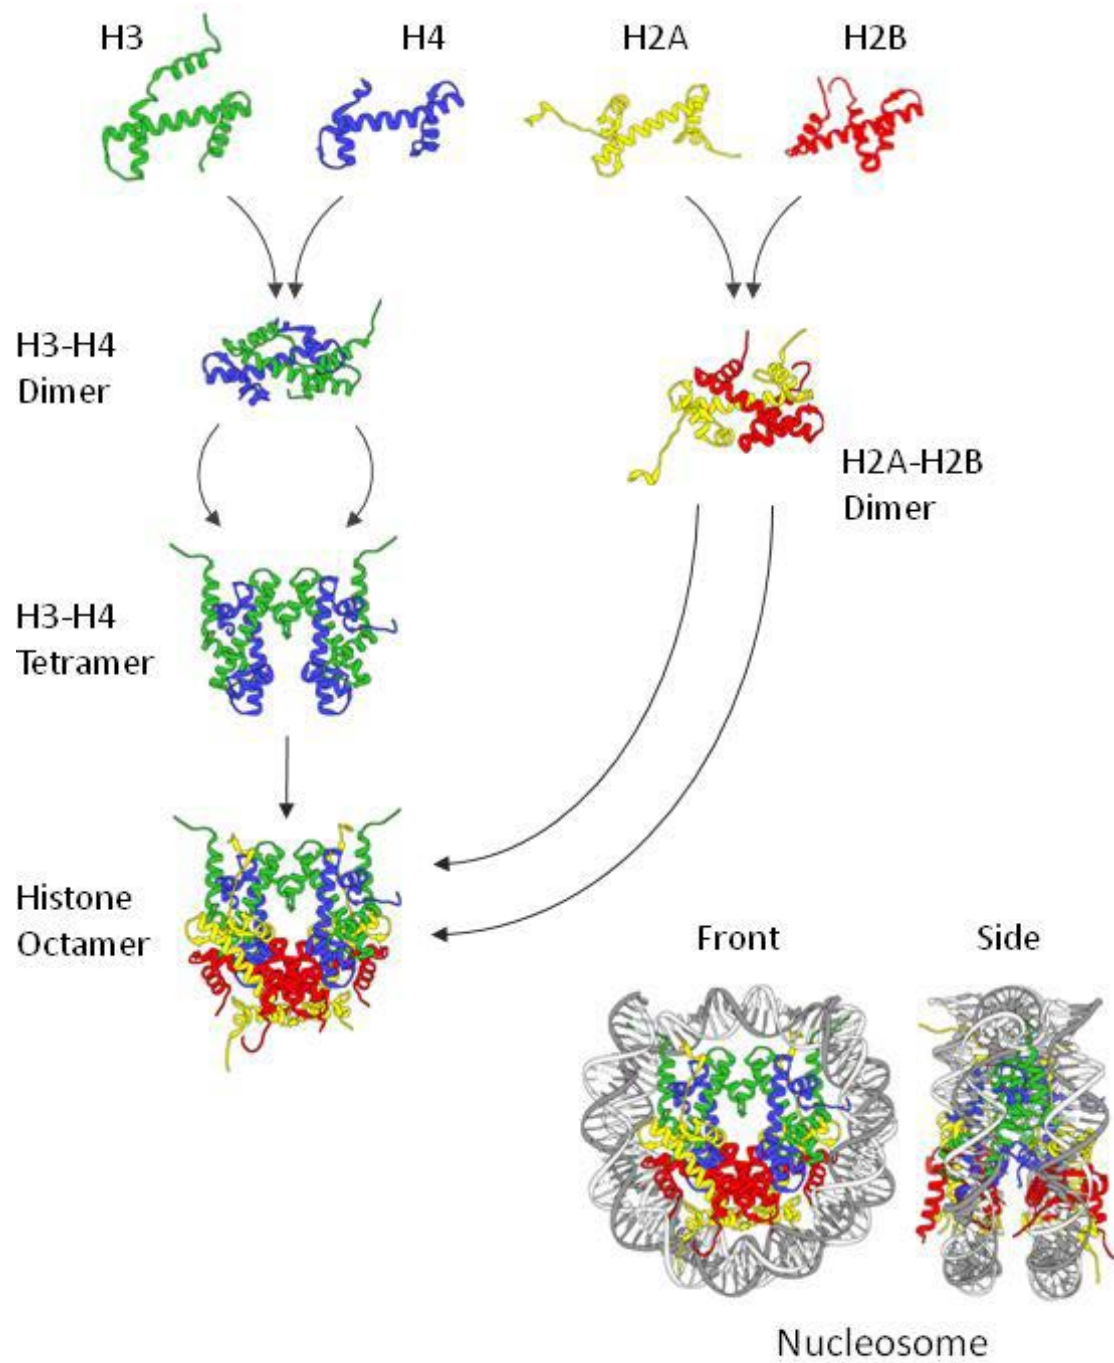 H3
H4
H2A
H2B
H3-H4
Dimer
H2A-H2B
Dimer
H3-H4
Tetramer
Histone
Octamer
Front
Side
Nucleosome